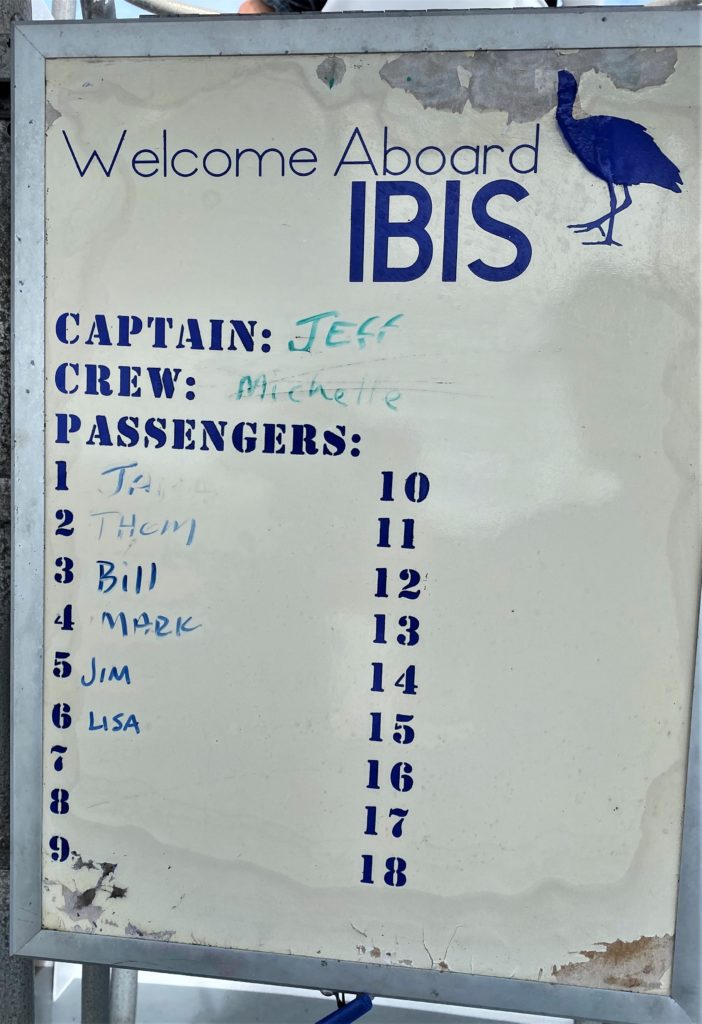 Welcome Aboard
IBIS
CAPTAIN: JEFF
CREW: Michelle
PASSENGERS:
1
2 THOM
3 Bill
4 MARK
5 JIM
6 LISA
7
8
9
10
11
12
13
14
15
16
17
18